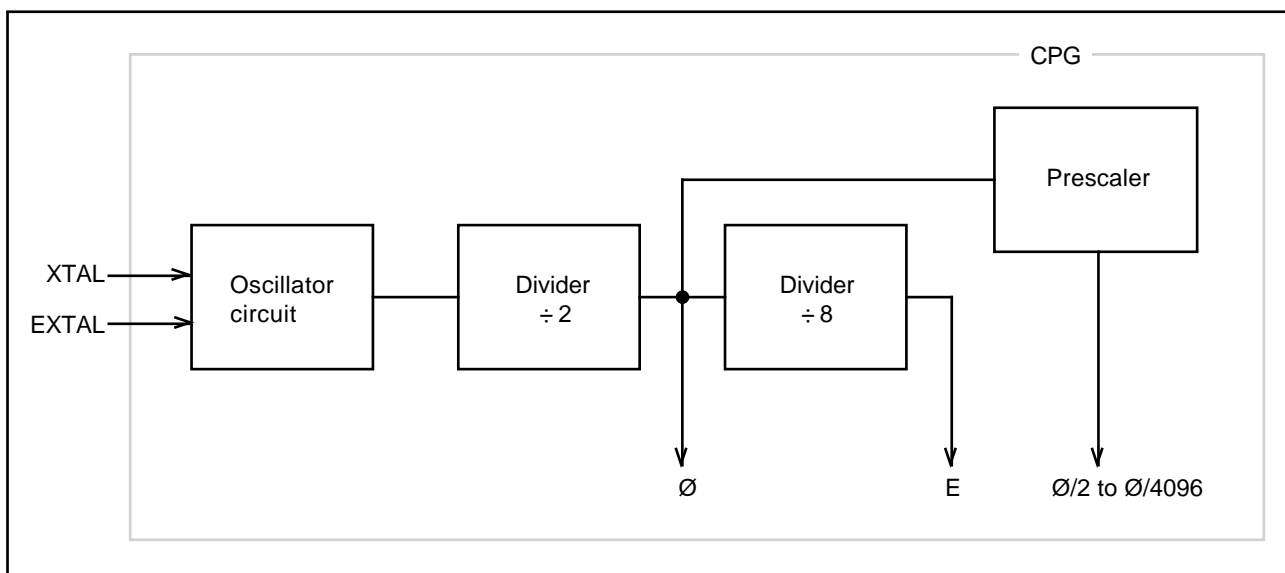 CPG
Prescaler
XTAL
EXTAL
Oscillator
circuit
Divider
÷ 2
Divider
÷ 8
Ø
E
Ø/2 to Ø/4096